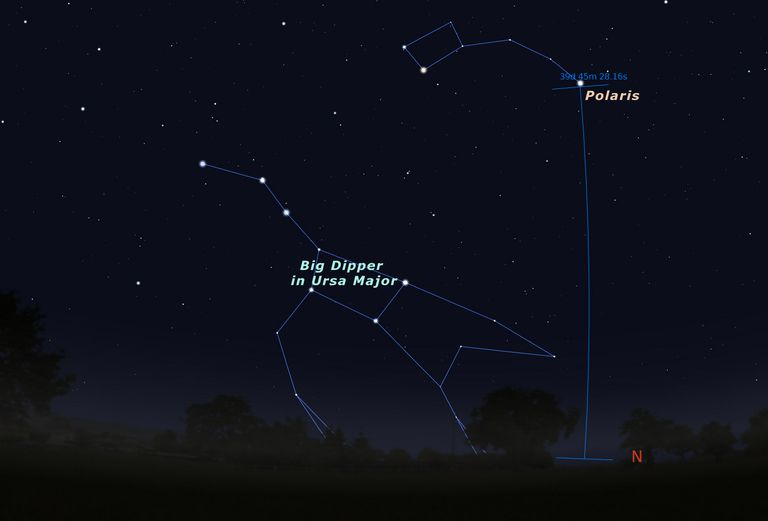 39d 45m 28.16s
Polaris
Big Dipper
in Ursa Major
N